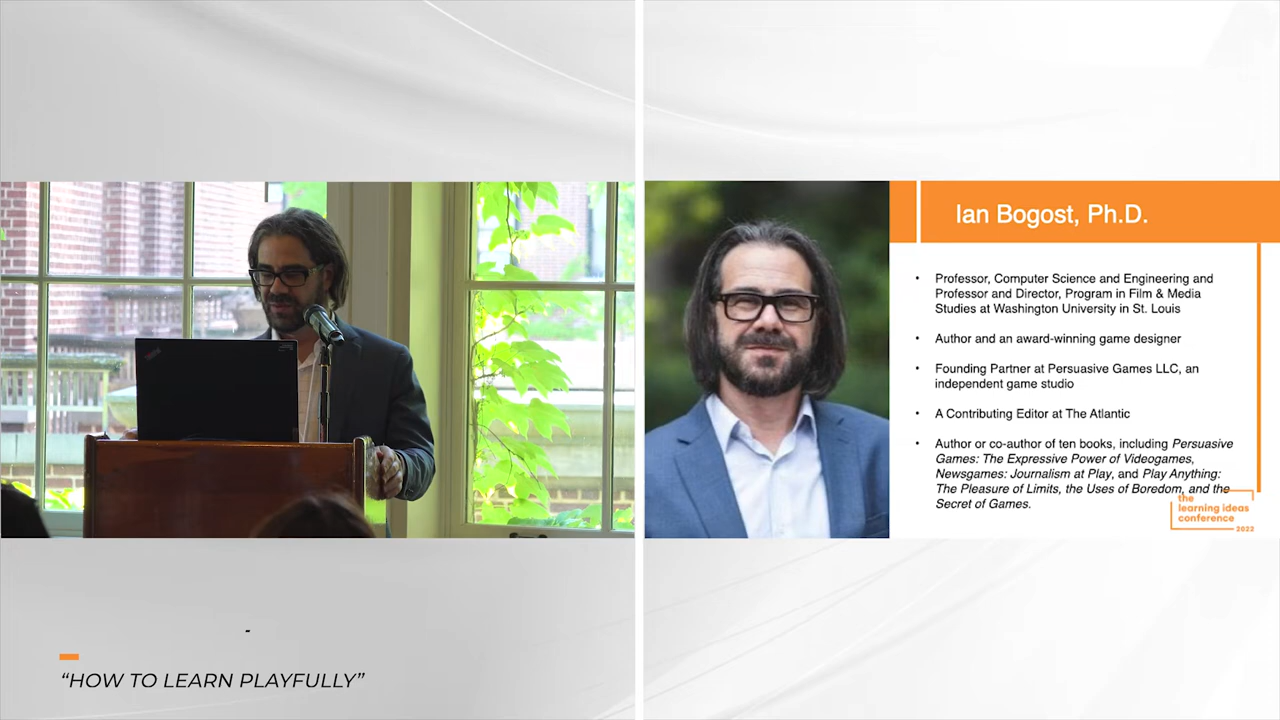 Ian Bogost, Ph.D.
• Professor, Computer Science and Engineering and
Professor and Director, Program in Film & Media
Studies at Washington University in St. Louis
• Author and an award-winning game designer
• Founding Partner at Persuasive Games LLC, an
independent game studio
• A Contributing Editor at The Atlantic
• Author or co-author of ten books, including Persuasive
Games: The Expressive Power of Videogames,
Newsgames: Journalism at Play, and Play Anything:
The Pleasure of Limits, the Uses of Boredom, and the
Secret of Games.
the
learning ideas
conference
2022
-
“HOW TO LEARN PLAYFULLY”